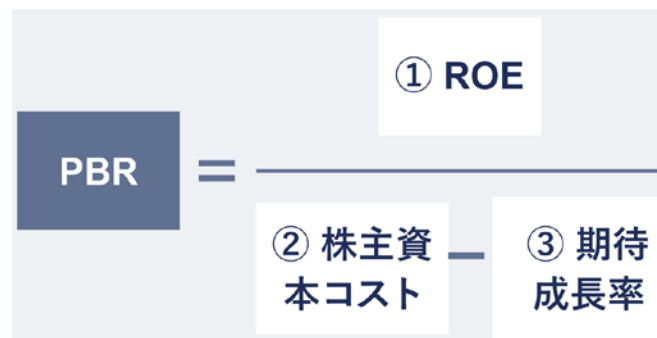 ① ROE
PBR =
② 株主資
本コスト
−
③ 期待
成長率